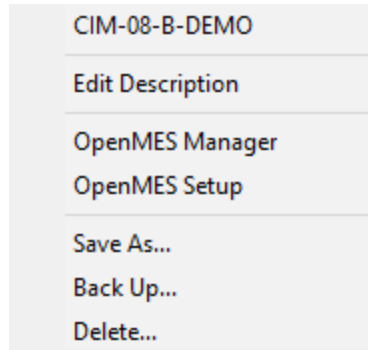 CIM-08-B-DEMO
Edit Description
OpenMES Manager
OpenMES Setup
Save As...
Back Up...
Delete...